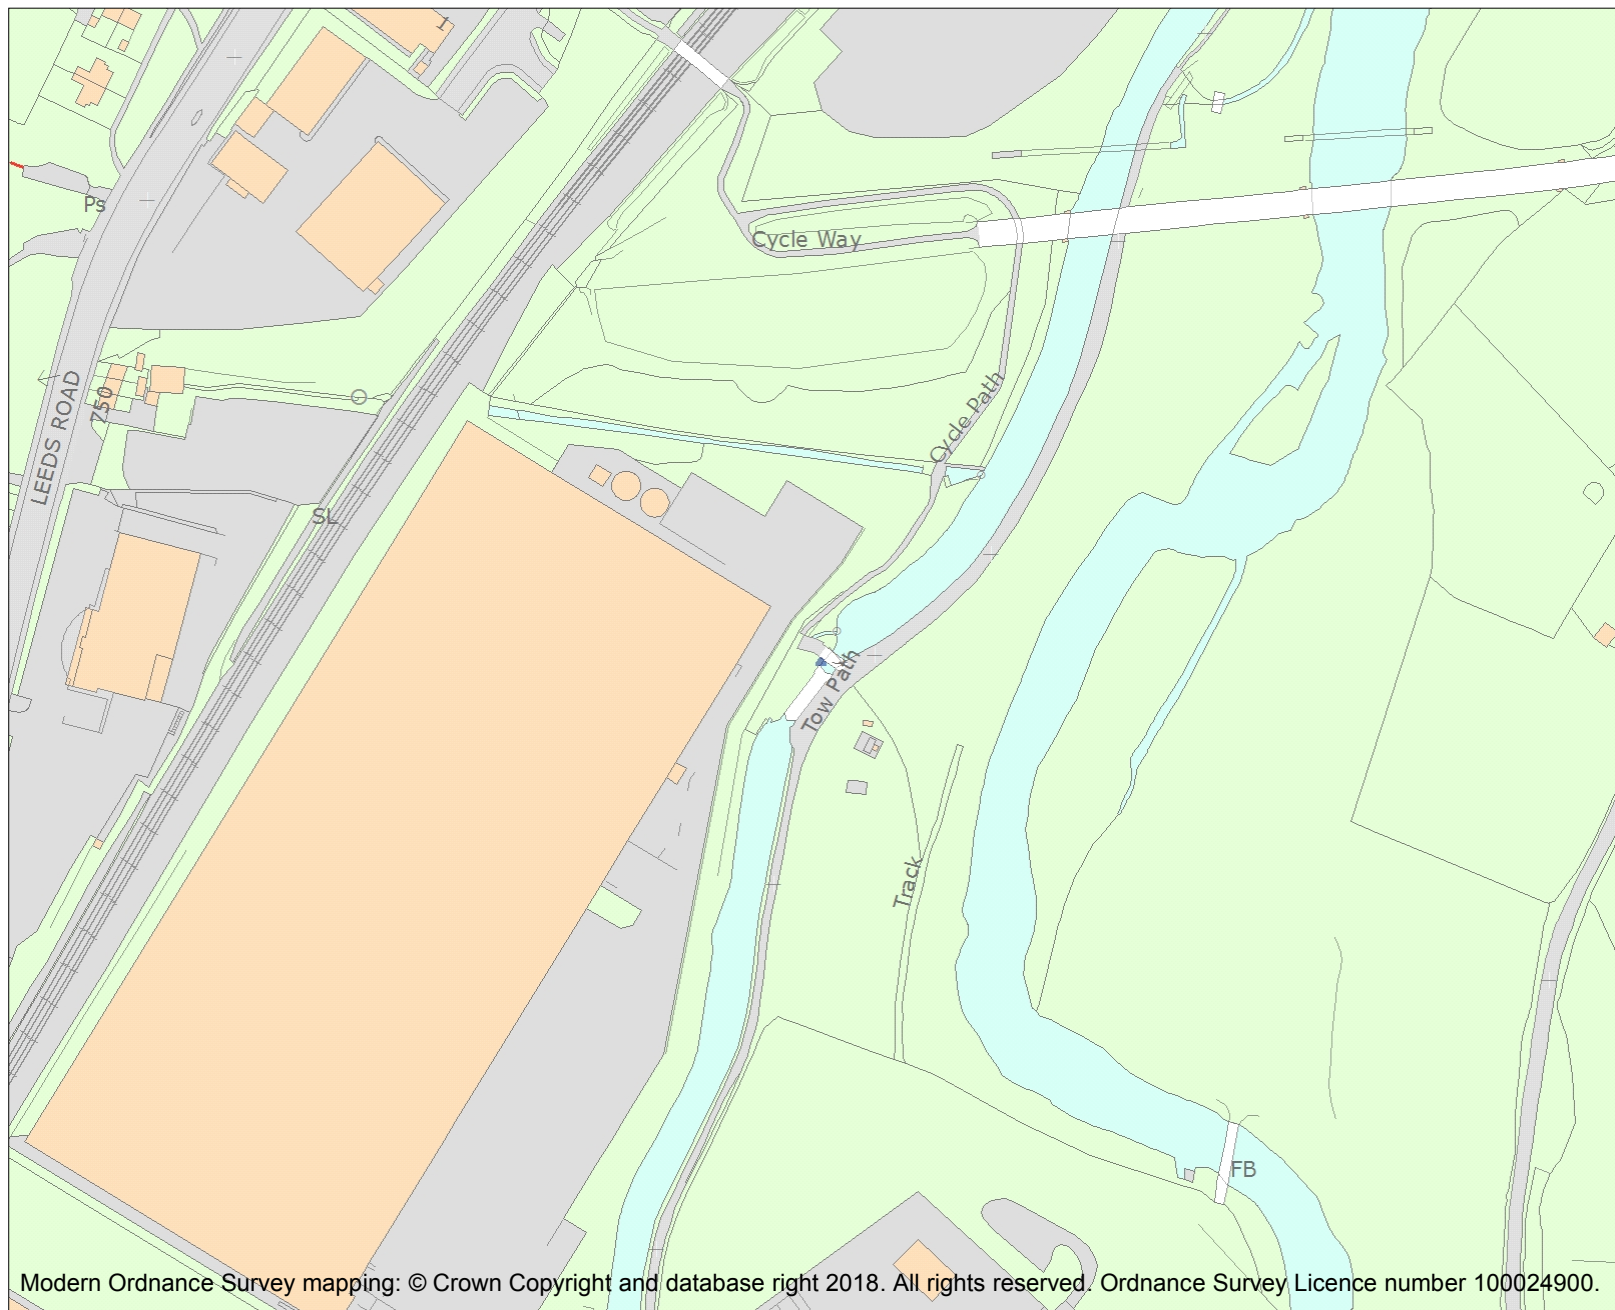 1
Ps
Cycle Way
LEEDS ROAD
750
Cycle Path
SL
Tow Path
Track
FB
Modern Ordnance Survey mapping: © Crown Copyright and database right 2018. All rights reserved. Ordnance Survey Licence number 100024900.